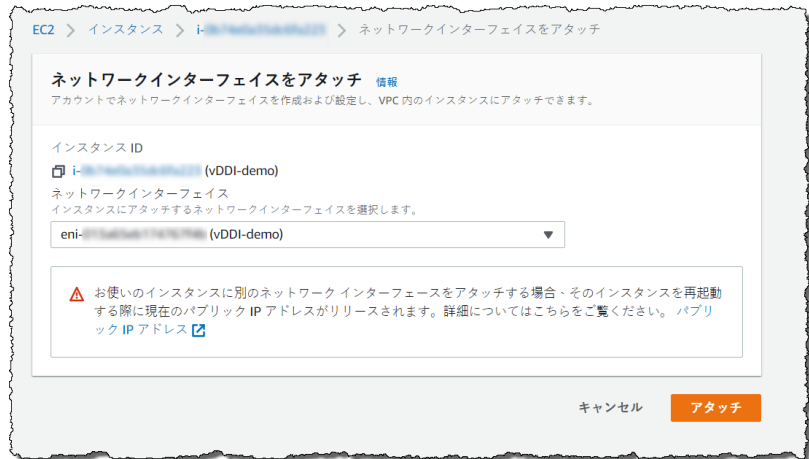 EC2 > インスタンス > i- > ネットワークインターフェイスをアタッチ
ネットワークインターフェイスをアタッチ 情報
アカウントでネットワークインターフェイスを作成および設定し、VPC 内のインスタンスにアタッチできます。
インスタンス ID
i- (vDDI-demo)
ネットワークインターフェイス
インスタンスにアタッチするネットワークインターフェイスを選択します。
eni- (vDDI-demo)
お使いのインスタンスに別のネットワーク インターフェースをアタッチする場合、そのインスタンスを再起動
する際に現在のパブリック IP アドレスがリリースされます。詳細についてはこちらをご覧ください。 パブリ
ック IP アドレス
キャンセル
アタッチ